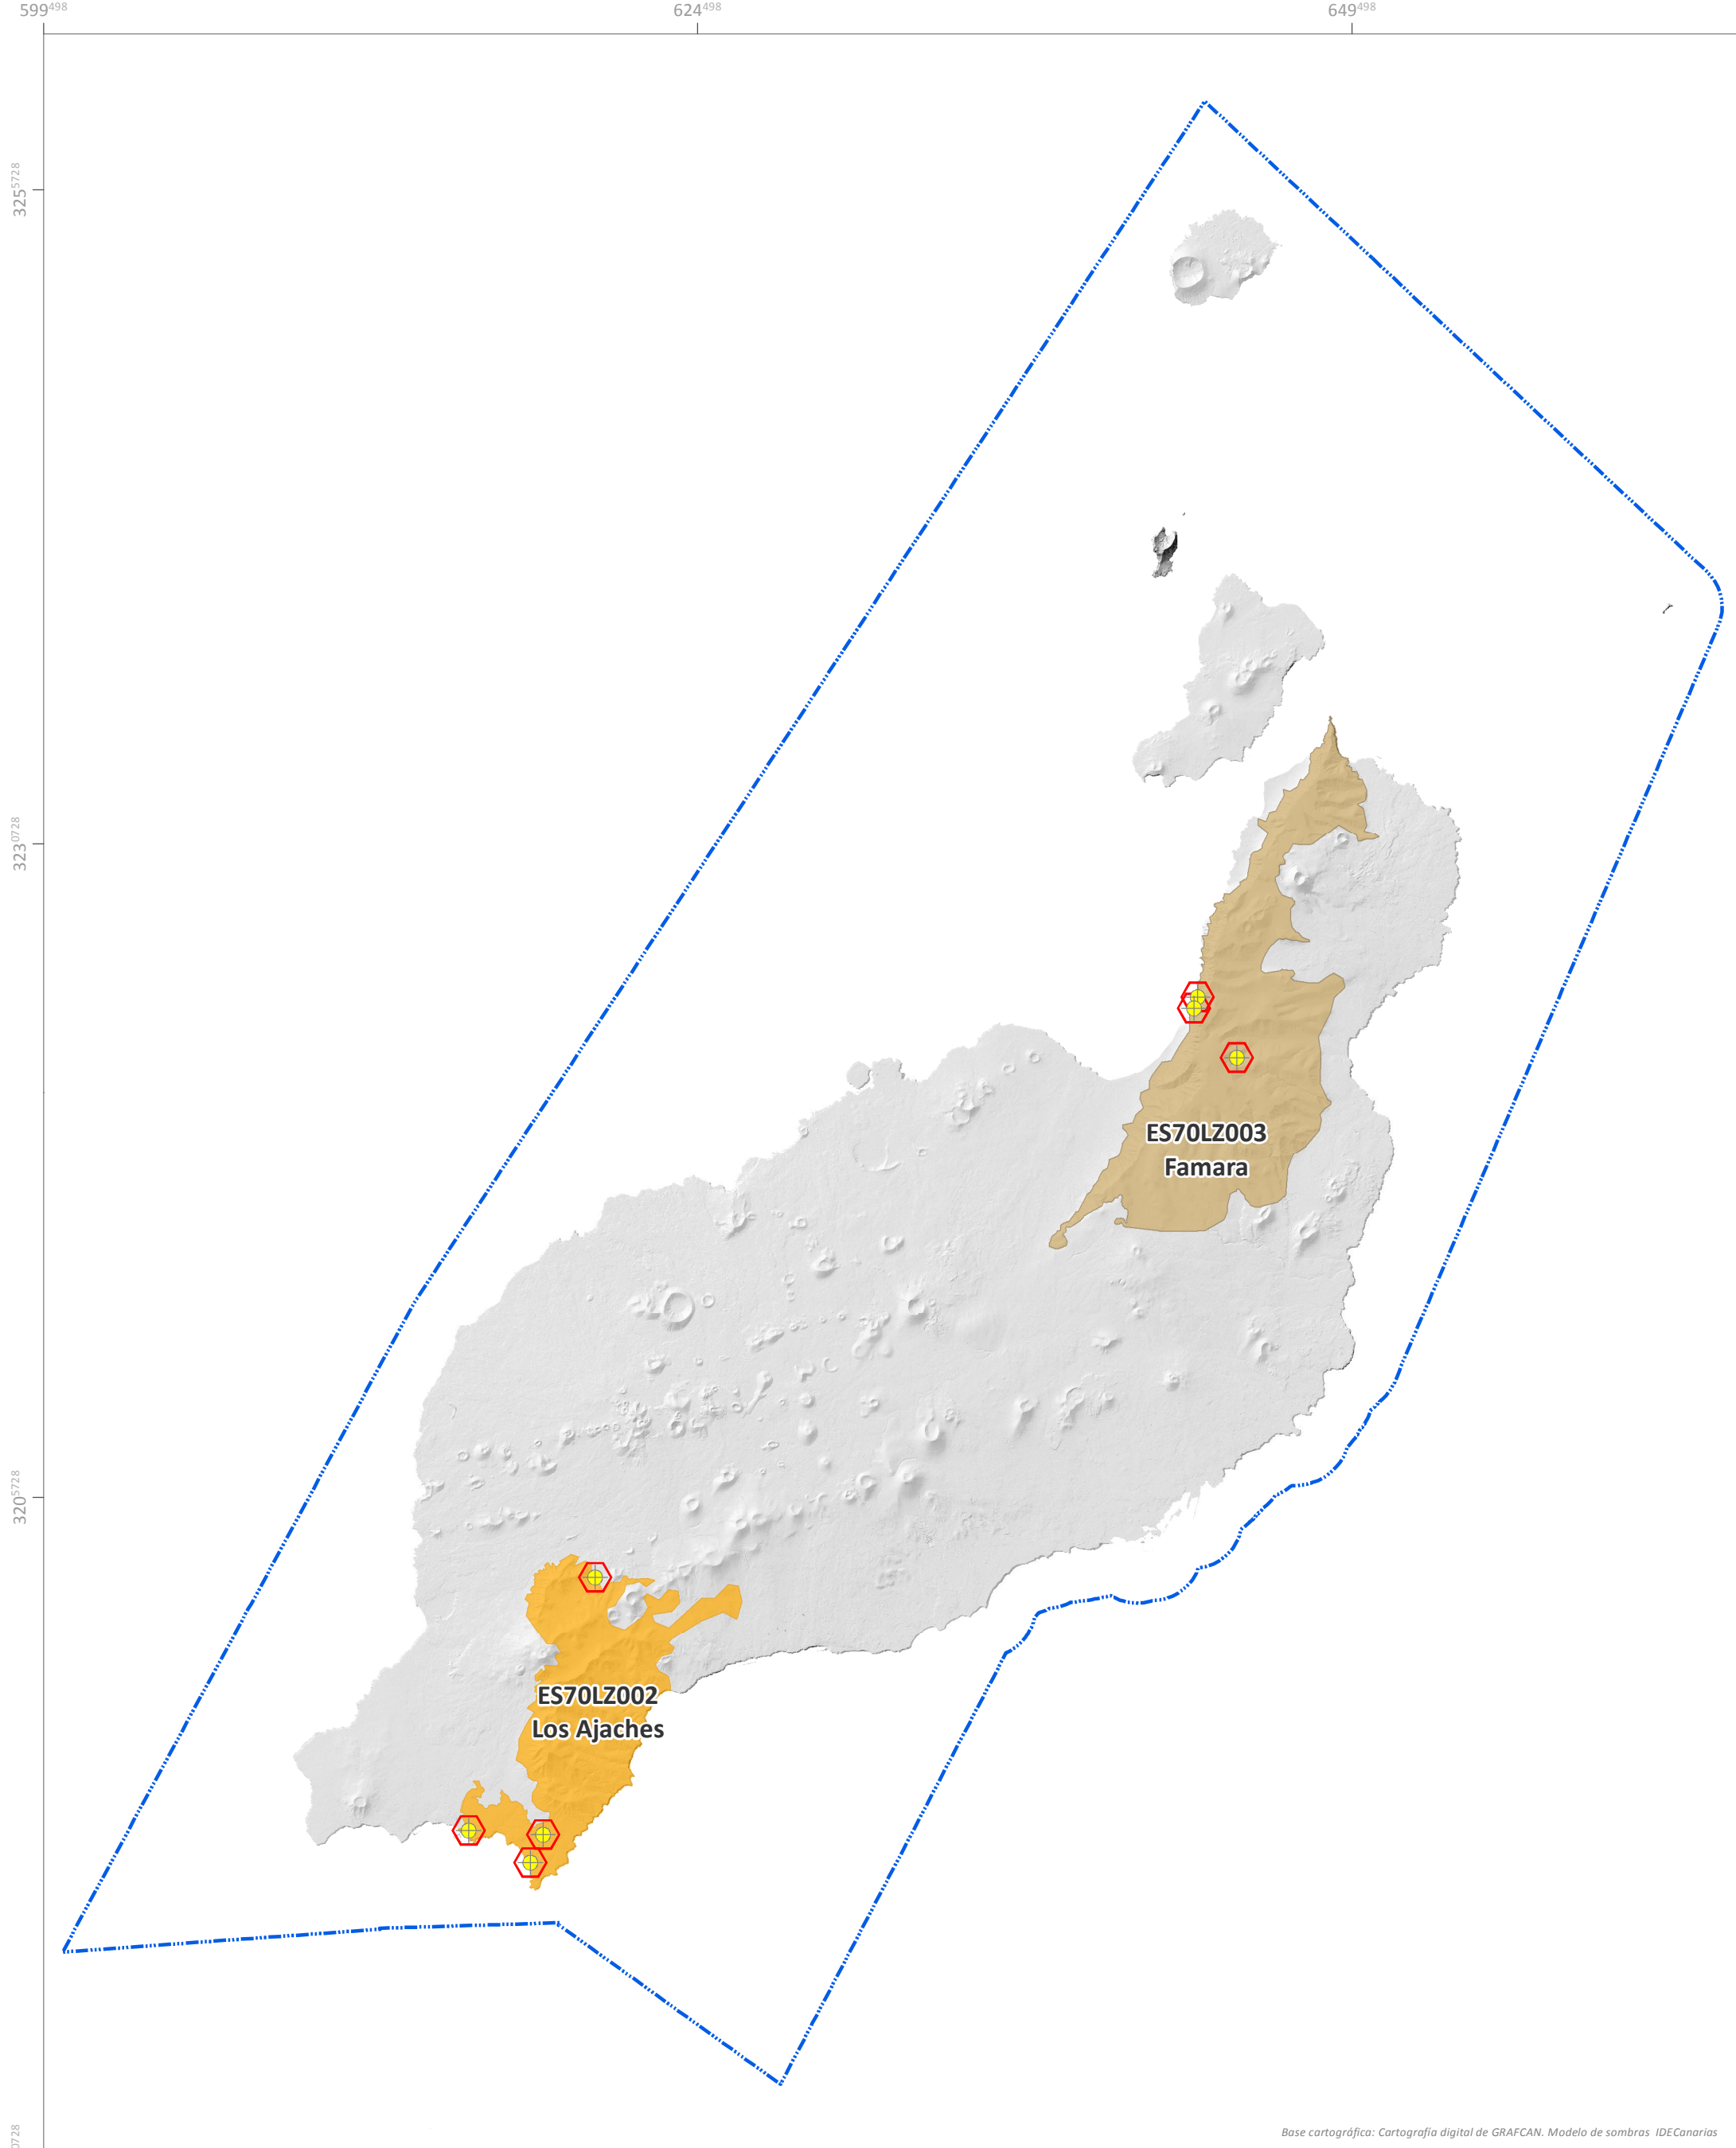 599498
624498
649498
3255728
3230728
ES70LZ003
Famara
3205728
ES70LZ002
Los Ajaches
0728
Base cartográfica: Cartografía digital de GRAFCAN. Modelo de sombras IDECanarias